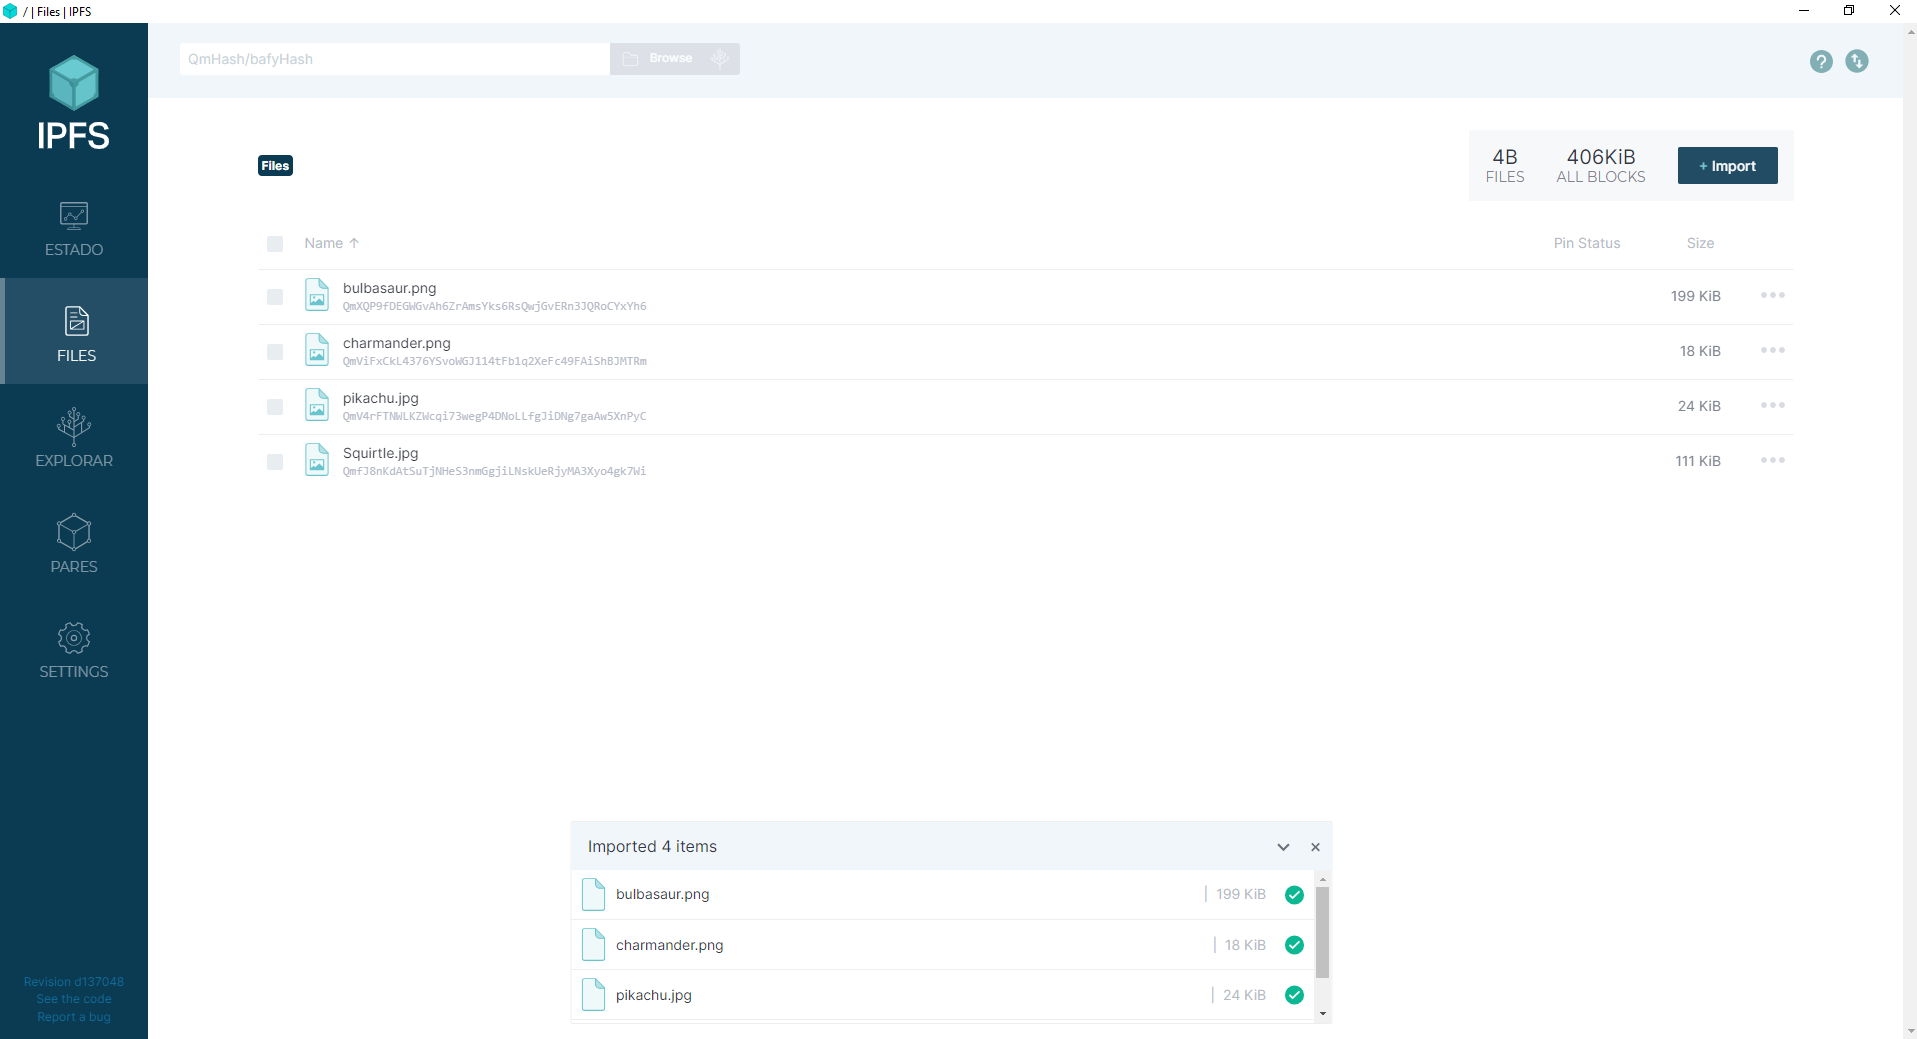 / | Files | IPFS
QmHash/bafyHash
Browse
IPFS
Files
4B
FILES
406KiB
ALL BLOCKS
+ Import
ESTADO
FILES
EXPLORAR
PARES
SETTINGS
Name ↑ Pin Status Size
bulbasaur.png
QmXQP9fDEGWGvAh6ZrAmsYks6RsQwjGvERn3JQRoCYxYh6
199 KiB
charmander.png
QmViFxCkL4376YSvoWGJ114tFb1q2XeFc49FAiShBJMTRm
18 KiB
pikachu.jpg
QmV4rFTNWLKZWcqi73wegP4DNoLLfgJiDNg7gaAw5XnPyC
24 KiB
Squirtle.jpg
QmfJ8nKdAtSuTjNHeS3nmGgjiLNskUeRjyMA3Xyo4gk7Wi
111 KiB
Imported 4 items
bulbasaur.png | 199 KiB
charmander.png | 18 KiB
pikachu.jpg | 24 KiB
Revision d137048
See the code
Report a bug